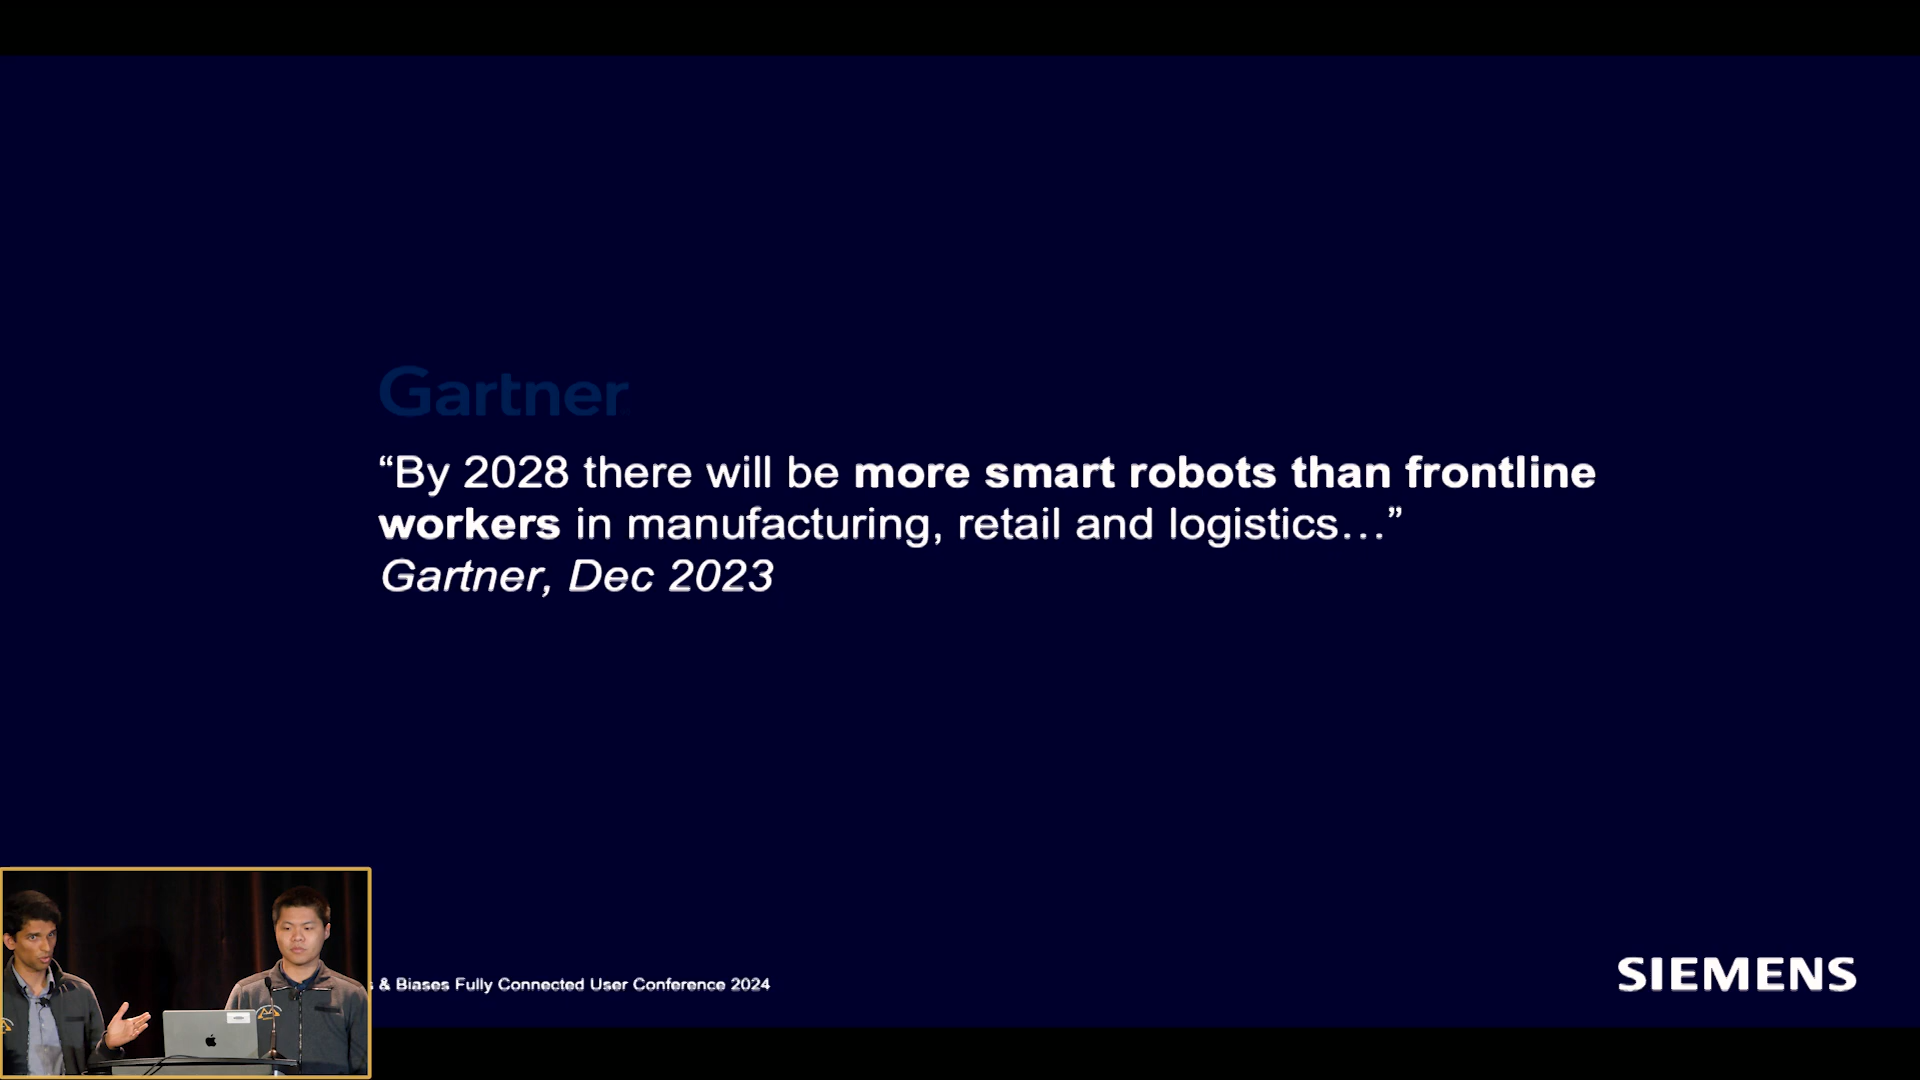 Gartner
“By 2028 there will be more smart robots than frontline
workers in manufacturing, retail and logistics…”
Gartner, Dec 2023
& Biases Fully Connected User Conference 2024
SIEMENS